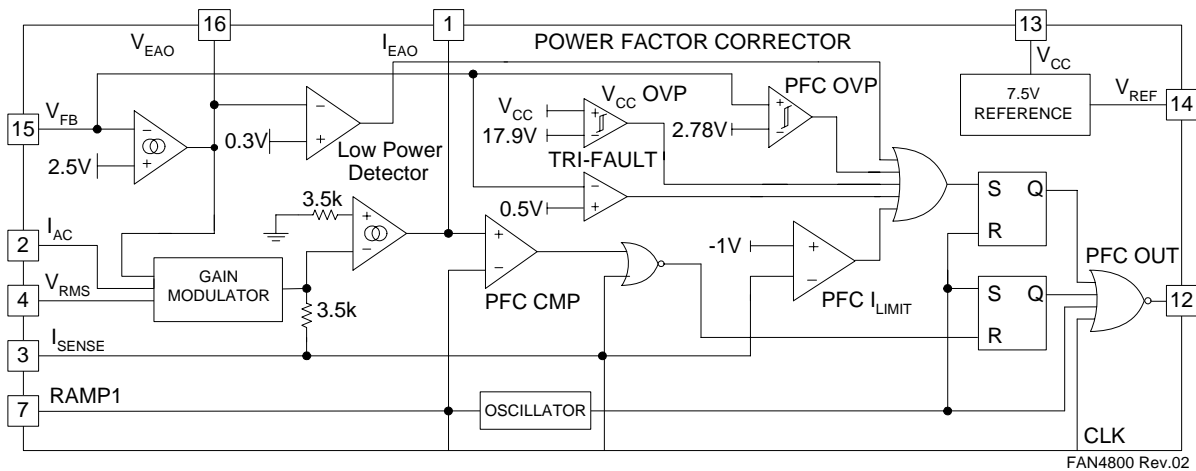 16
1
13
V_EAO
I_EAO
POWER FACTOR CORRECTOR
V_CC
15
V_FB
2.5V
0.3V
Low Power
Detector
V_CC
17.9V
V_CC OVP
PFC OVP
2.78V
TRI-FAULT
0.5V
7.5V
REFERENCE
V_REF
14
3.5k
2
I_AC
4
V_RMS
GAIN
MODULATOR
3.5k
PFC CMP
-1V
PFC I_LIMIT
S
Q
R
S
Q
R
PFC OUT
12
3
I_SENSE
7
RAMP1
OSCILLATOR
CLK
FAN4800 Rev.02